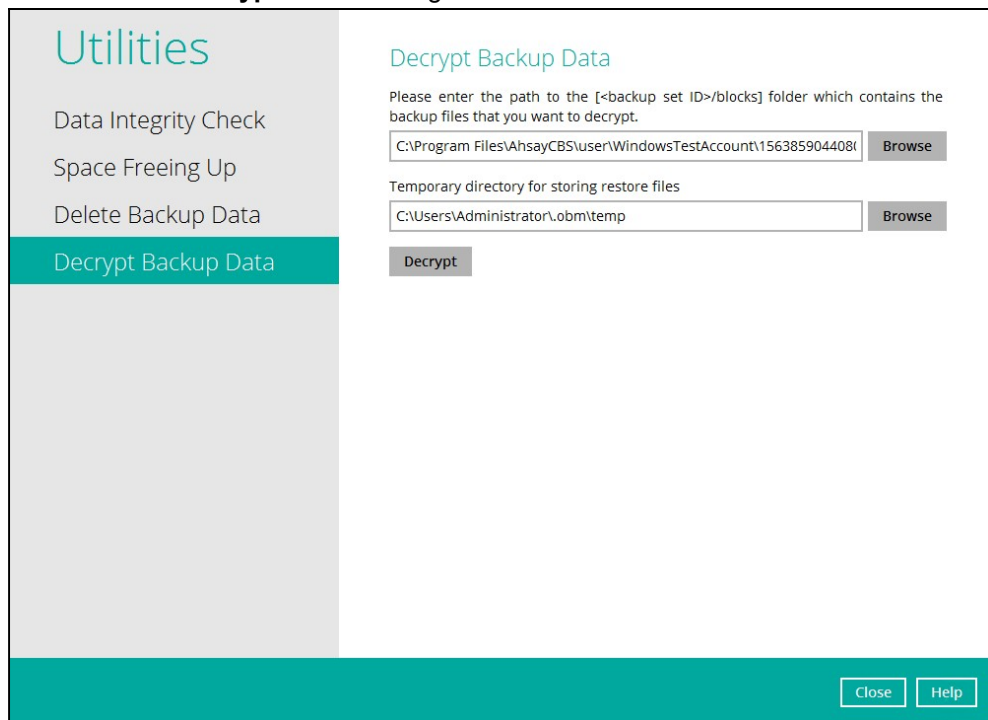 Utilities
Data Integrity Check
Space Freeing Up
Delete Backup Data
Decrypt Backup Data
Decrypt Backup Data
Please enter the path to the [<backup set ID>/blocks] folder which contains the
backup files that you want to decrypt.
C:\Program Files\AhsayCBS\user\WindowsTestAccount\1563859044080 Browse
Temporary directory for storing restore files
C:\Users\Administrator\.obm\temp Browse
Decrypt
Close Help